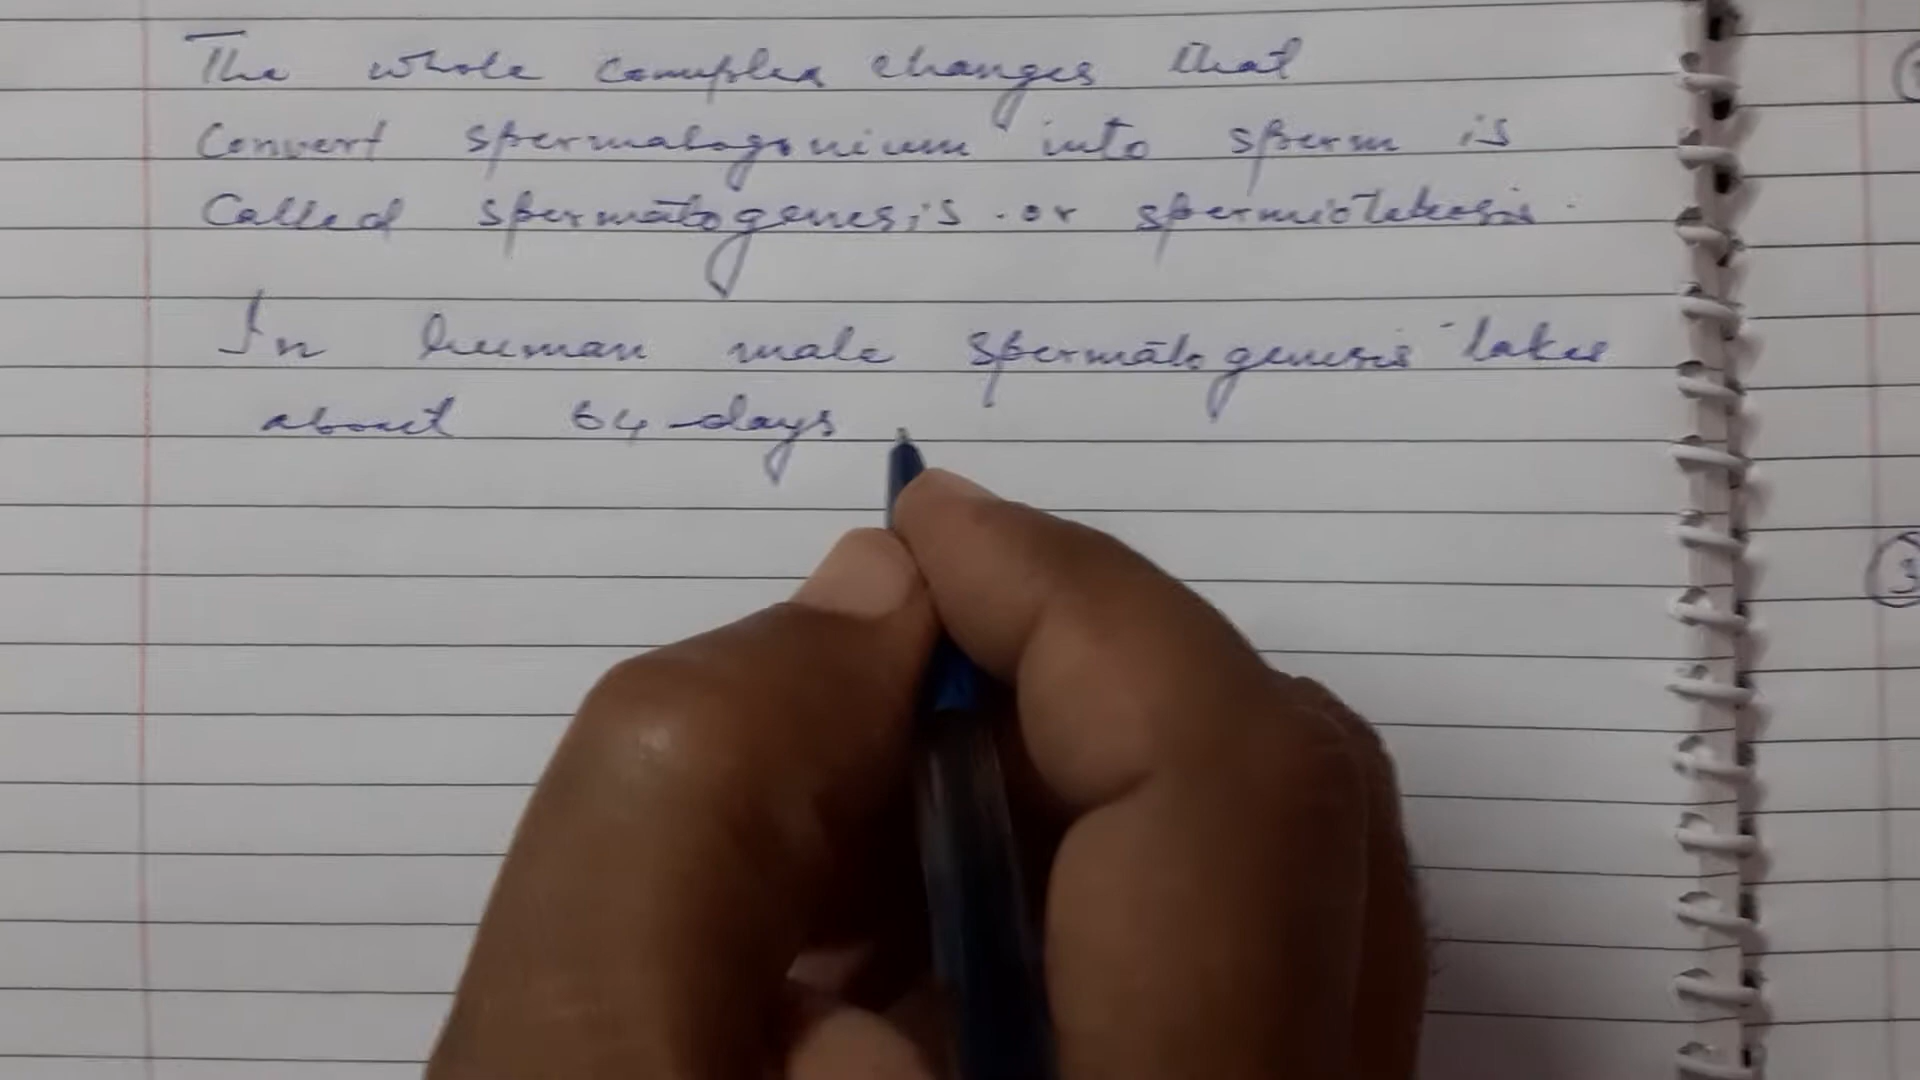 The whole complex changes that
Convert spermatogonium into sperm is
Called spermatogenesis. or spermioteleosis.
In human male spermatogenesis takes
about 64 days
3